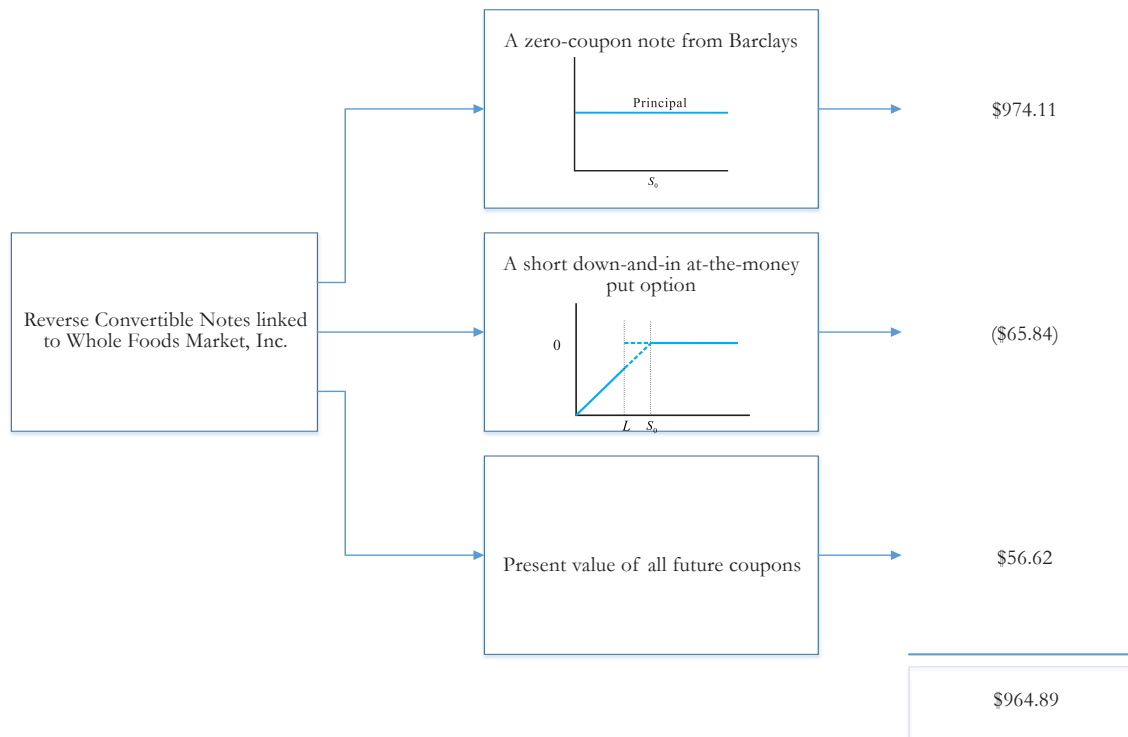 A zero-coupon note from Barclays
Principal
S₀
$974.11
Reverse Convertible Notes linked
to Whole Foods Market, Inc.
A short down-and-in at-the-money
put option
0
L S₀
($65.84)
Present value of all future coupons
$56.62
$964.89